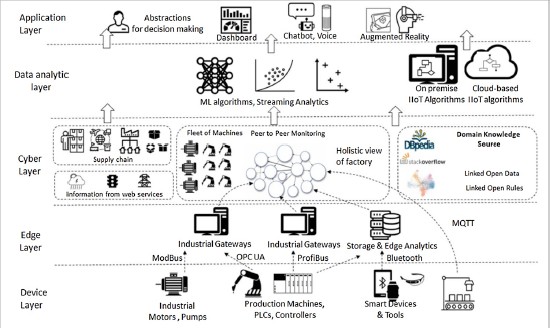 Application
Layer
Abstractions
for decision making
Dashboard
Chatbot, Voice
Augmented Reality
Data analytic
layer
ML algorithms, Streaming Analytics
On premise
IIoT Algorithms
Cloud-based
IIoT algorithms
Cyber
Layer
Supply chain
Information from web services
Fleet of Machines
Peer to Peer Monitoring
Holistic view
of factory
DBpedia
stackoverflow
Domain Knowledge
Source
Linked Open Data
Linked Open Rules
Edge
Layer
Industrial Gateways
Industrial Gateways
Storage & Edge Analytics
MQTT
ModBus
OPC UA
ProfiBus
Bluetooth
Device
Layer
Industrial
Motors , Pumps
Production Machines,
PLCs, Controllers
Smart Devices
& Tools